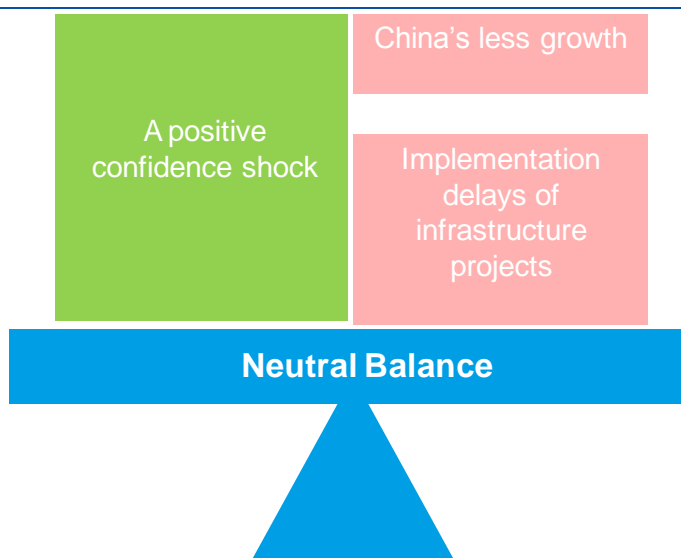 A positive
confidence shock
China’s less growth
Implementation
delays of
infrastructure
projects
Neutral Balance